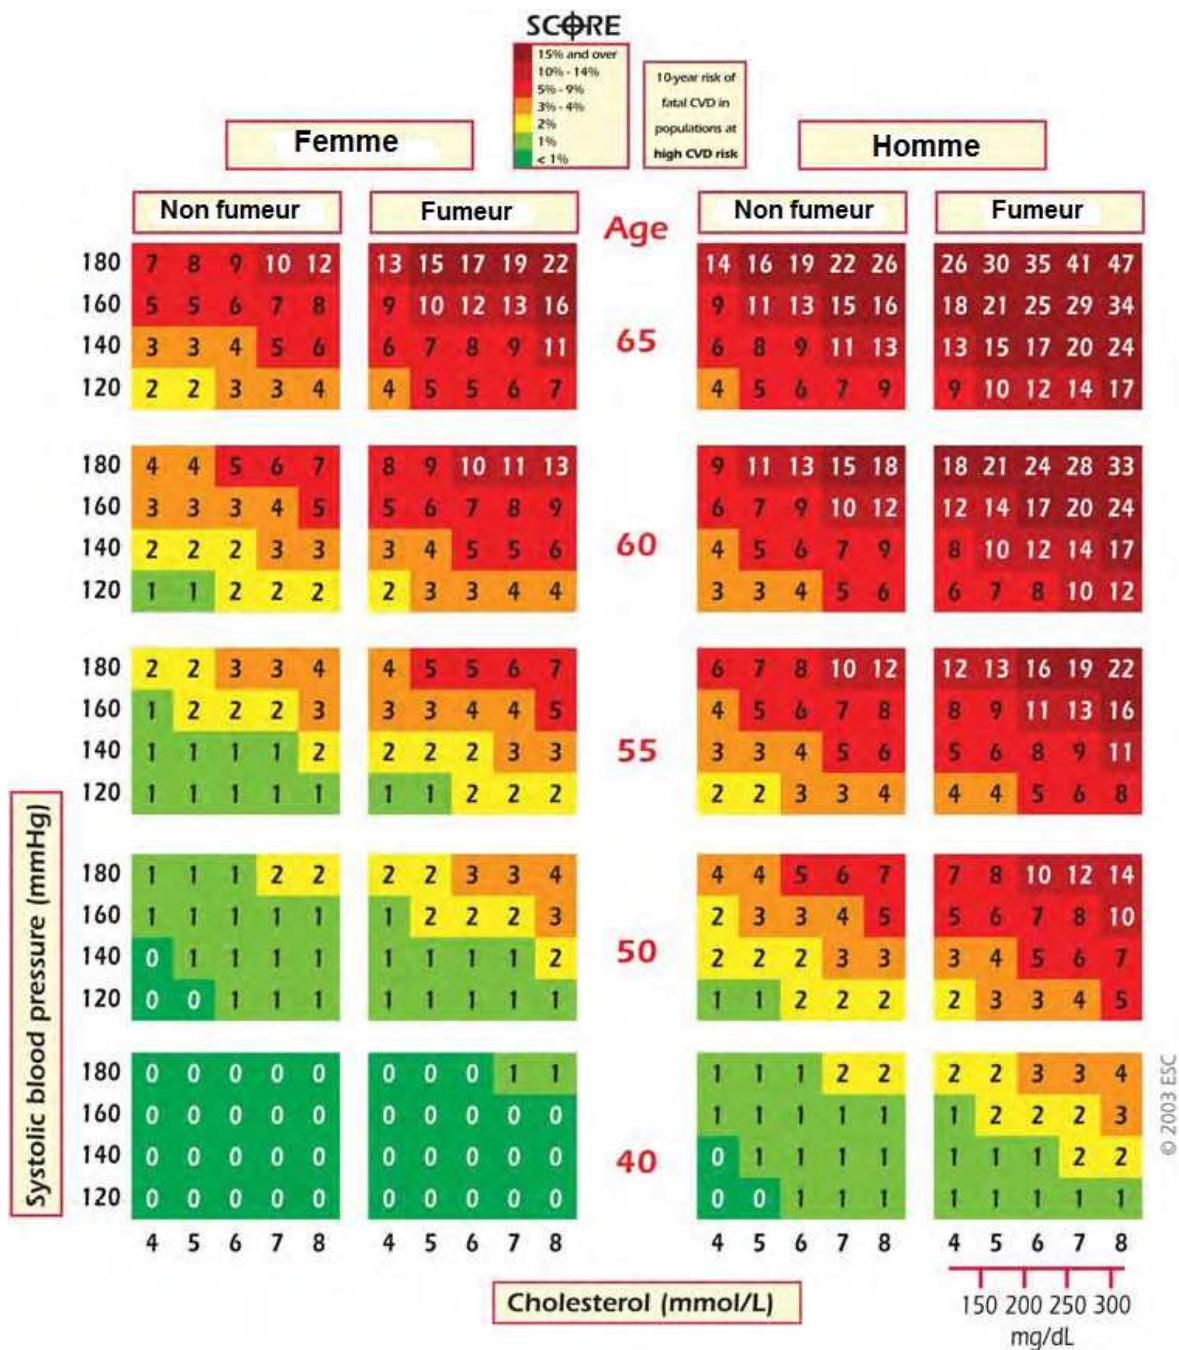 SCORE
15% and over
10% - 14%
5% - 9%
3% - 4%
2%
1%
< 1%
10-year risk of
fatal CVD in
populations at
high CVD risk
Femme
Homme
Non fumeur
Fumeur
Age
Non fumeur
Fumeur
180 7 8 9 10 12 13 15 17 19 22 14 16 19 22 26 26 30 35 41 47
160 5 5 6 7 8 9 10 12 13 16 9 11 13 15 16 18 21 25 29 34
65
140 3 3 4 5 6 6 7 8 9 11 6 8 9 11 13 13 15 17 20 24
120 2 2 3 3 4 4 5 5 6 7 4 5 6 7 9 9 10 12 14 17
180 4 4 5 6 7 8 9 10 11 13 9 11 13 15 18 18 21 24 28 33
160 3 3 3 4 5 5 6 7 8 9 6 7 9 10 12 12 14 17 20 24
60
140 2 2 2 3 3 3 4 5 5 6 4 5 6 7 9 8 10 12 14 17
120 1 1 2 2 2 2 3 3 4 4 3 3 4 5 6 6 7 8 10 12
180 2 2 3 3 4 4 5 5 6 7 6 7 8 10 12 12 13 16 19 22
160 1 2 2 2 3 3 3 4 4 5 4 5 6 7 8 8 9 11 13 16
55
140 1 1 1 1 2 2 2 2 3 3 3 3 4 5 6 5 6 8 9 11
120 1 1 1 1 1 1 1 2 2 2 2 2 3 3 4 4 4 5 6 8
180 1 1 1 2 2 2 2 3 3 4 4 4 5 6 7 7 8 10 12 14
160 1 1 1 1 1 1 2 2 2 3 2 3 3 4 5 5 6 7 8 10
50
140 0 1 1 1 1 1 1 1 1 2 2 2 2 3 3 3 4 5 6 7
120 0 0 1 1 1 1 1 1 1 1 1 1 2 2 2 2 3 3 4 5
180 0 0 0 0 0 0 0 0 1 1 1 1 1 2 2 2 2 3 3 4
160 0 0 0 0 0 0 0 0 0 0 1 1 1 1 1 1 2 2 2 3
40
140 0 0 0 0 0 0 0 0 0 0 0 1 1 1 1 1 1 1 2 2
120 0 0 0 0 0 0 0 0 0 0 0 0 1 1 1 1 1 1 1 1
4 5 6 7 8 4 5 6 7 8 4 5 6 7 8 4 5 6 7 8
Systolic blood pressure (mmHg)
Cholesterol (mmol/L)
150 200 250 300
mg/dL
© 2003 ESC